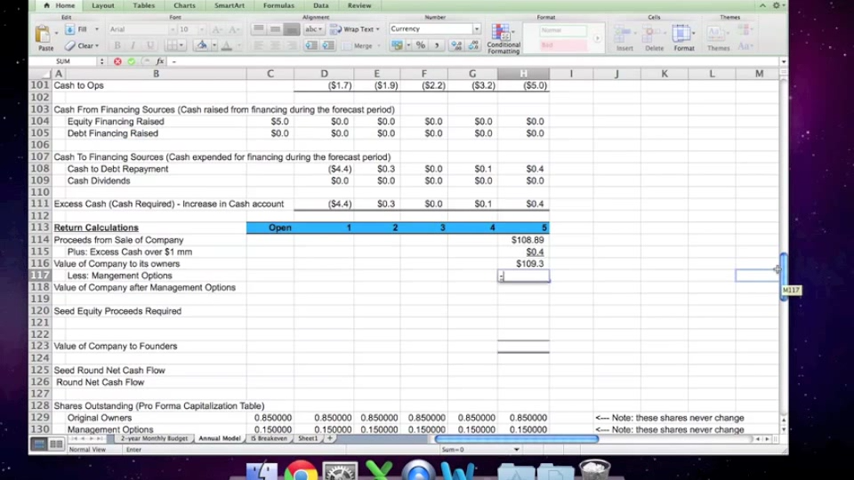 Home Layout Tables Charts SmartArt Formulas Data Review
Font Alignment Number Format Cells Themes
Arial 10 abc Wrap Text Currency Normal
Paste Clear B I U A Merge % Conditional Formatting Bad Insert Delete Format Themes Aa
SUM fx -
A B C D E F G H I J K L M
101 Cash to Ops ($1.7) ($1.9) ($2.2) ($3.2) ($5.0)
102
103 Cash From Financing Sources (Cash raised from financing during the forecast period)
104 Equity Financing Raised $5.0 $0.0 $0.0 $0.0 $0.0 $0.0
105 Debt Financing Raised $0.0 $0.0 $0.0 $0.0 $0.0 $0.0
106
107 Cash To Financing Sources (Cash expended for financing during the forecast period)
108 Cash to Debt Repayment ($4.4) $0.3 $0.0 $0.1 $0.4
109 Cash Dividends $0.0 $0.0 $0.0 $0.0 $0.0
110
111 Excess Cash (Cash Required) - Increase in Cash account ($4.4) $0.3 $0.0 $0.1 $0.4
112
113 Return Calculations Open 1 2 3 4 5
114 Proceeds from Sale of Company $108.89
115 Plus: Excess Cash over $1 mm $0.4
116 Value of Company to its owners $109.3
117 Less: Mangement Options -
M117
118 Value of Company after Management Options
119
120 Seed Equity Proceeds Required
121
122
123 Value of Company to Founders
124
125 Seed Round Net Cash Flow
126 Round Net Cash Flow
127
128 Shares Outstanding (Pro Forma Capitalization Table)
129 Original Owners 0.850000 0.850000 0.850000 0.850000 0.850000 0.850000 <--- Note: these shares never change
130 Management Options 0.150000 0.150000 0.150000 0.150000 0.150000 0.150000 <--- Note: these shares never change
2-year Monthly Budget Annual Model IS Breakeven Sheet1 +
Normal View Enter Sum=0